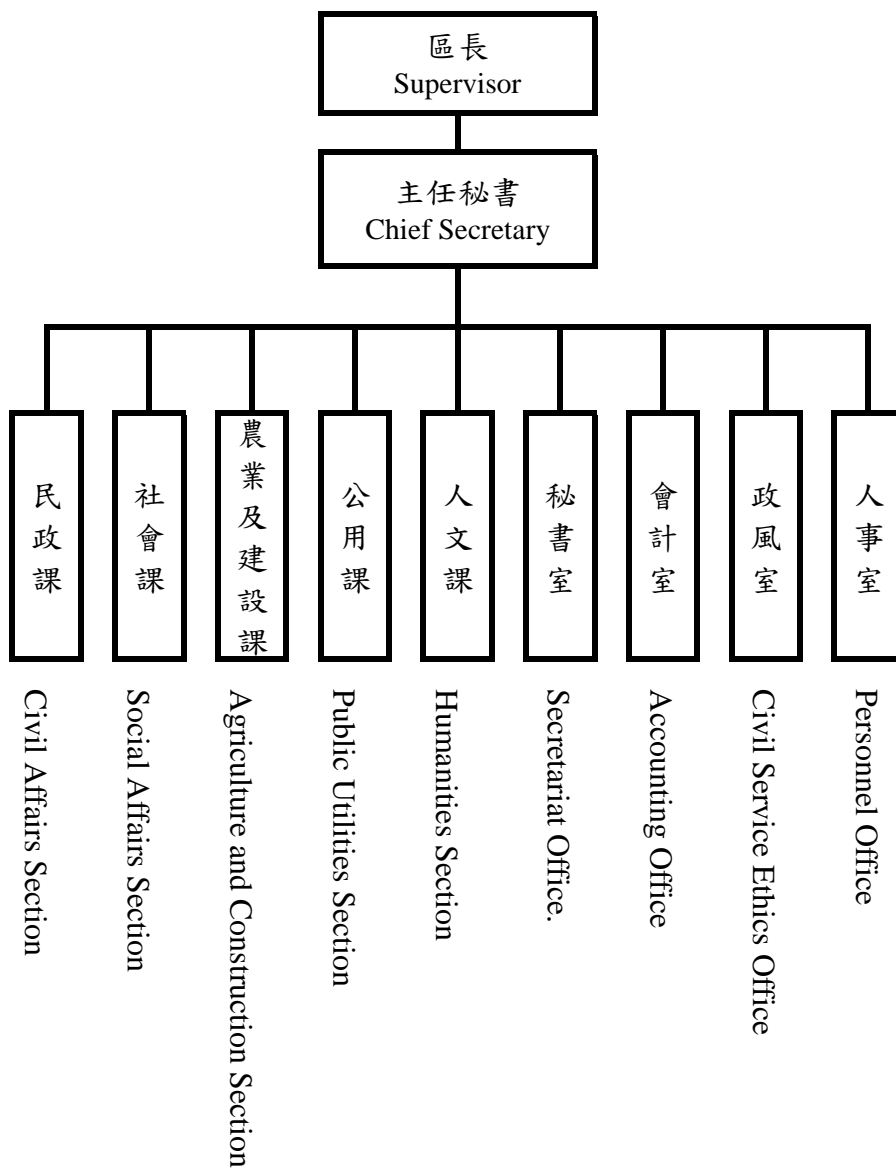 區長
Supervisor
主任秘書
Chief Secretary
民政課
社會課
農業及建設課
公用課
人文課
秘書室
會計室
政風室
人事室
Civil Affairs Section
Social Affairs Section
Agriculture and Construction Section
Public Utilities Section
Humanities Section
Secretariat Office.
Accounting Office
Civil Service Ethics Office
Personnel Office